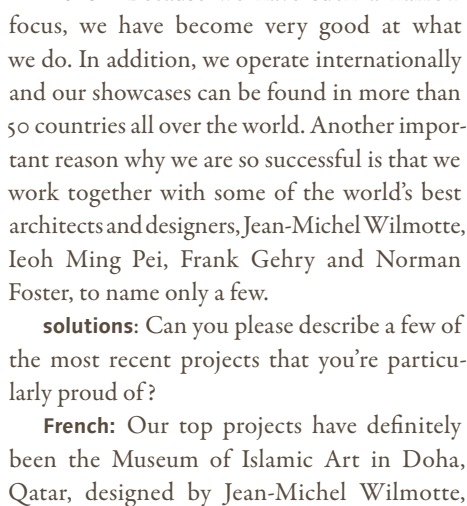 focus, we have become very good at what
we do. In addition, we operate internationally
and our showcases can be found in more than
50 countries all over the world. Another impor-
tant reason why we are so successful is that we
work together with some of the world's best
architects and designers, Jean-Michel Wilmotte,
Ieoh Ming Pei, Frank Gehry and Norman
Foster, to name only a few.
solutions: Can you please describe a few of
the most recent projects that you're particu-
larly proud of?
French: Our top projects have definitely
been the Museum of Islamic Art in Doha,
Qatar, designed by Jean-Michel Wilmotte,